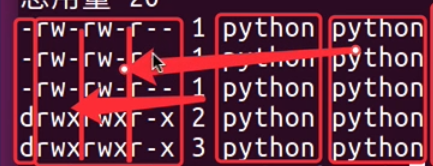 总用量 20
-rw-rw-r-- 1 python python
-rw-rw-r-- 1 python python
-rw-rw-r-- 1 python python
drwxrwxr-x 2 python python
drwxrwxr-x 3 python python